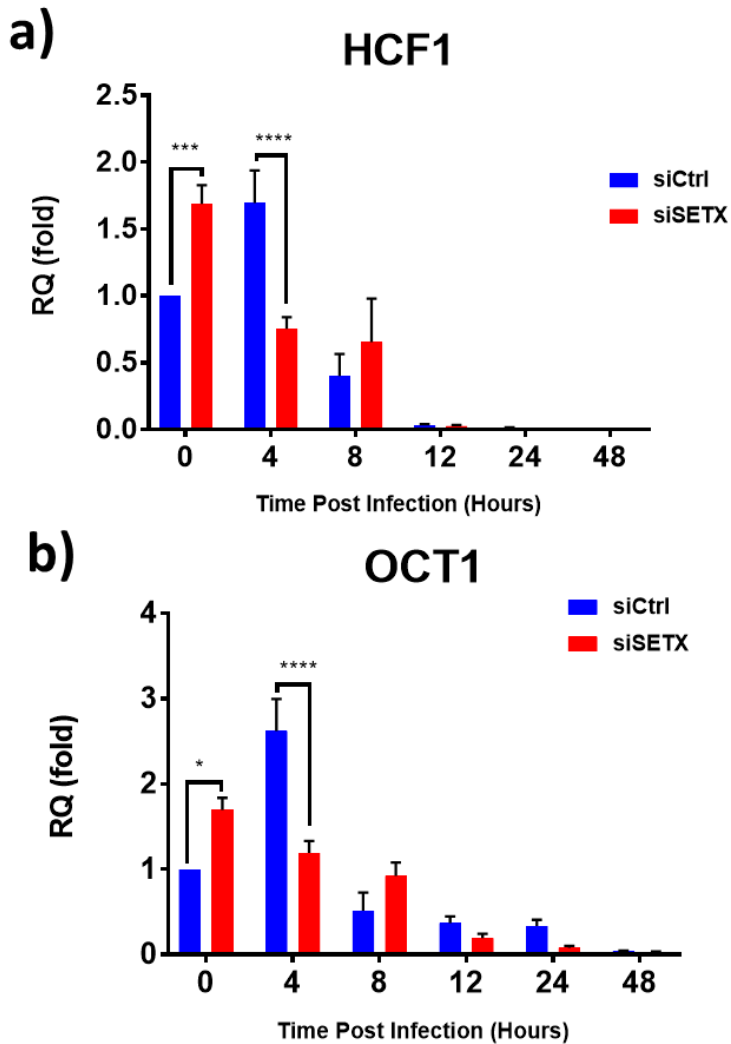 a)
HCF1
2.5
2.0
1.5
1.0
0.5
0.0
RQ (fold)
***
****
siCtrl
siSETX
0 4 8 12 24 48
Time Post Infection (Hours)
b)
OCT1
4
3
2
1
0
RQ (fold)
*
****
siCtrl
siSETX
0 4 8 12 24 48
Time Post Infection (Hours)